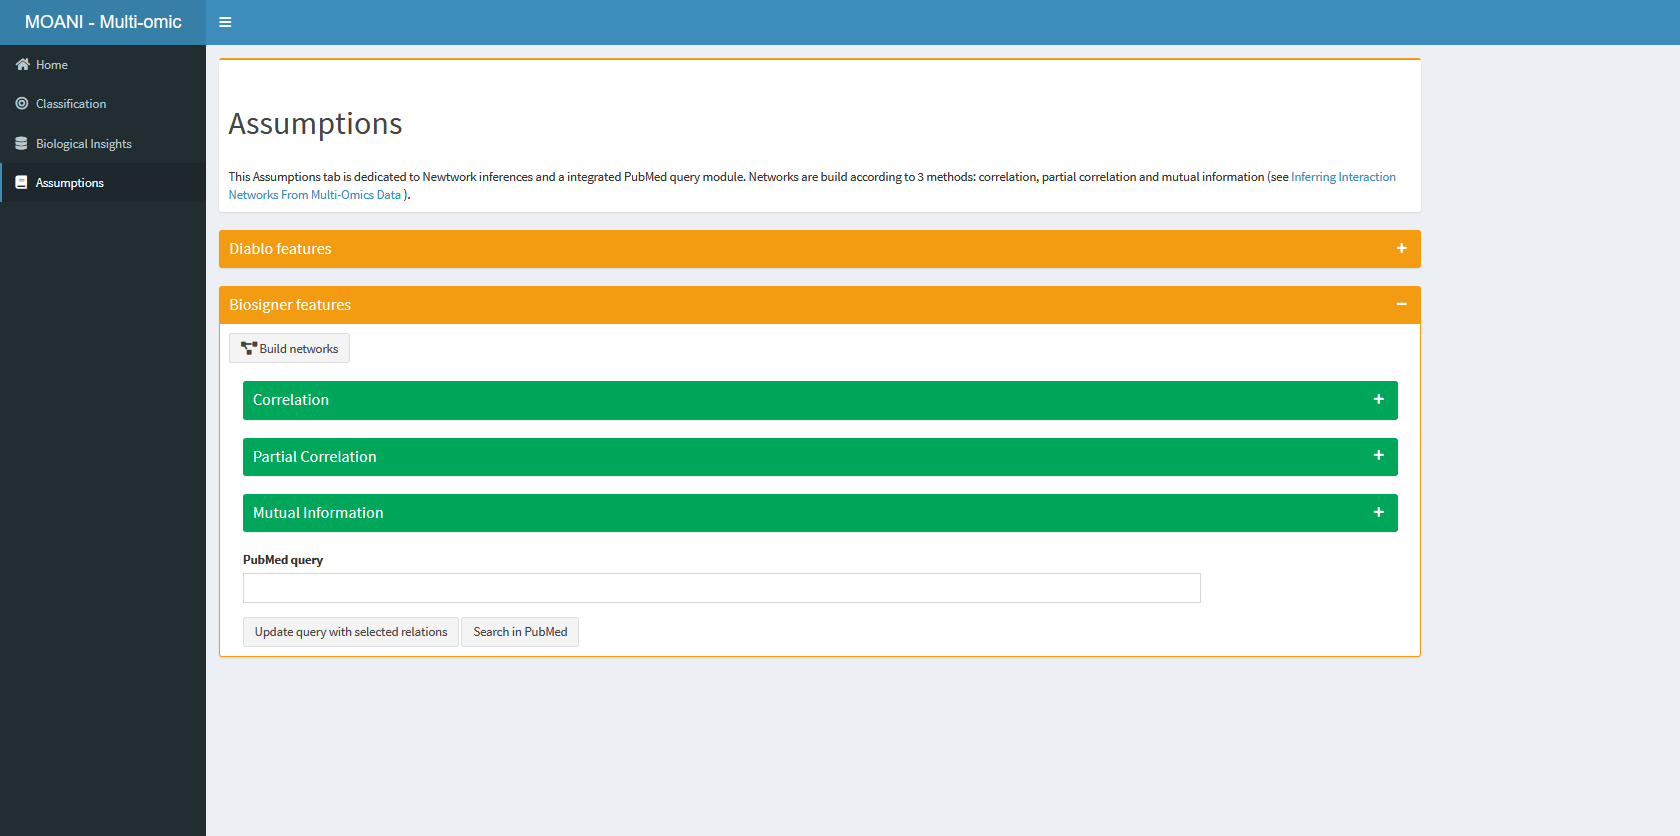 MOANI - Multi-omic
Home
Classification
Biological Insights
Assumptions
Assumptions
This Assumptions tab is dedicated to Newtwork inferences and a integrated PubMed query module. Networks are build according to 3 methods: correlation, partial correlation and mutual information (see Inferring Interaction
Networks From Multi-Omics Data ).
Diablo features
Biosigner features
Build networks
Correlation
Partial Correlation
Mutual Information
PubMed query
Update query with selected relations
Search in PubMed